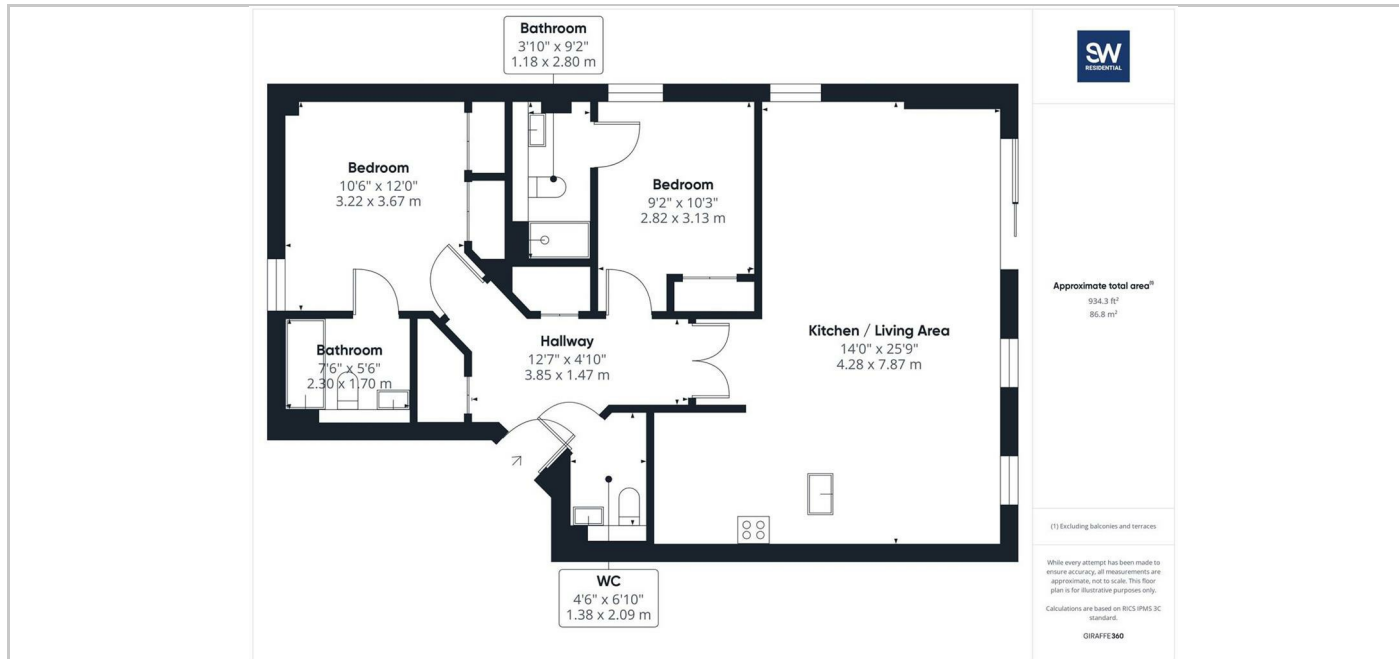 Bathroom
3'10" x 9'2"
1.18 x 2.80 m
SW
RESIDENTIAL
Bedroom
10'6" x 12'0"
3.22 x 3.67 m
Bedroom
9'2" x 10'3"
2.82 x 3.13 m
Approximate total area⁽¹⁾
934.3 ft²
86.8 m²
Kitchen / Living Area
14'0" x 25'9"
4.28 x 7.87 m
Hallway
12'7" x 4'10"
3.85 x 1.47 m
Bathroom
7'6" x 5'6"
2.30 x 1.70 m
WC
4'6" x 6'10"
1.38 x 2.09 m
(1) Excluding balconies and terraces
While every attempt has been made to
ensure accuracy, all measurements are
approximate, not to scale. This floor
plan is for illustrative purposes only.
Calculations are based on RICS IPMS 3C
standard.
GIRAFFE360